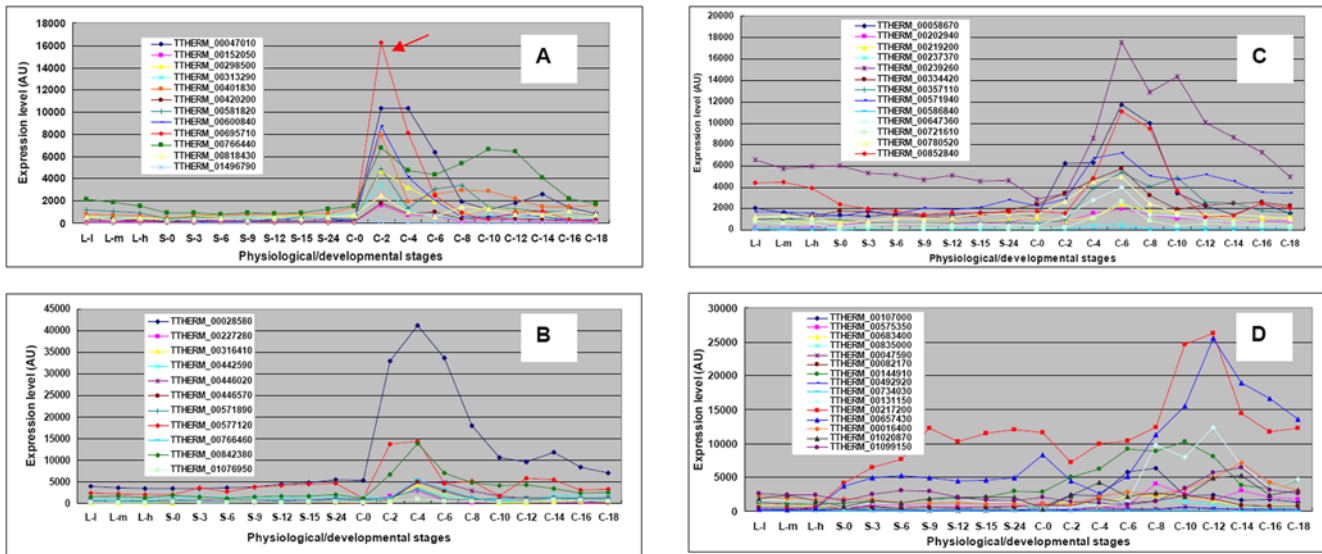 A
Expression level (AU)
18000
16000
14000
12000
10000
8000
6000
4000
2000
0
TTHERM_00047010
TTHERM_00152050
TTHERM_00298500
TTHERM_00313290
TTHERM_00401830
TTHERM_00420200
TTHERM_00581820
TTHERM_00600840
TTHERM_00695710
TTHERM_00766440
TTHERM_00818430
TTHERM_01496790
L-l L-m L-h S-0 S-3 S-6 S-9 S-12 S-15 S-24 C-0 C-2 C-4 C-6 C-8 C-10 C-12 C-14 C-16 C-18
Physiological/developmental stages
B
Expression level (AU)
45000
40000
35000
30000
25000
20000
15000
10000
5000
0
TTHERM_00028580
TTHERM_00227280
TTHERM_00316410
TTHERM_00442590
TTHERM_00446020
TTHERM_00446570
TTHERM_00571890
TTHERM_00577120
TTHERM_00766460
TTHERM_00842380
TTHERM_01076950
L-l L-m L-h S-0 S-3 S-6 S-9 S-12 S-15 S-24 C-0 C-2 C-4 C-6 C-8 C-10 C-12 C-14 C-16 C-18
Physiological/developmental stages
C
Expression level (AU)
20000
18000
16000
14000
12000
10000
8000
6000
4000
2000
0
TTHERM_00058670
TTHERM_00202940
TTHERM_00219200
TTHERM_00237370
TTHERM_00239260
TTHERM_00334420
TTHERM_00357110
TTHERM_00571940
TTHERM_00586840
TTHERM_00647360
TTHERM_00721610
TTHERM_00780520
TTHERM_00852840
L-l L-m L-h S-0 S-3 S-6 S-9 S-12 S-15 S-24 C-0 C-2 C-4 C-6 C-8 C-10 C-12 C-14 C-16 C-18
Physiological/developmental stages
D
Expression level (AU)
30000
25000
20000
15000
10000
5000
0
TTHERM_00107000
TTHERM_00575350
TTHERM_00683400
TTHERM_00835000
TTHERM_00047590
TTHERM_00082170
TTHERM_00144910
TTHERM_00492920
TTHERM_00734030
TTHERM_00131150
TTHERM_00217200
TTHERM_00657430
TTHERM_00016400
TTHERM_01020870
TTHERM_01099150
L-l L-m L-h S-0 S-3 S-6 S-9 S-12 S-15 S-24 C-0 C-2 C-4 C-6 C-8 C-10 C-12 C-14 C-16 C-18
Physiological/developmental stages